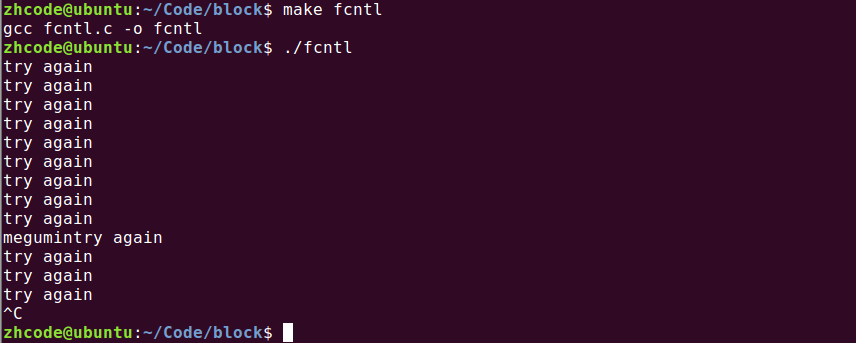 zhcode@ubuntu:~/Code/block$ make fcntl
gcc fcntl.c -o fcntl
zhcode@ubuntu:~/Code/block$ ./fcntl
try again
try again
try again
try again
try again
try again
try again
try again
try again
megumintry again
try again
try again
try again
^C
zhcode@ubuntu:~/Code/block$